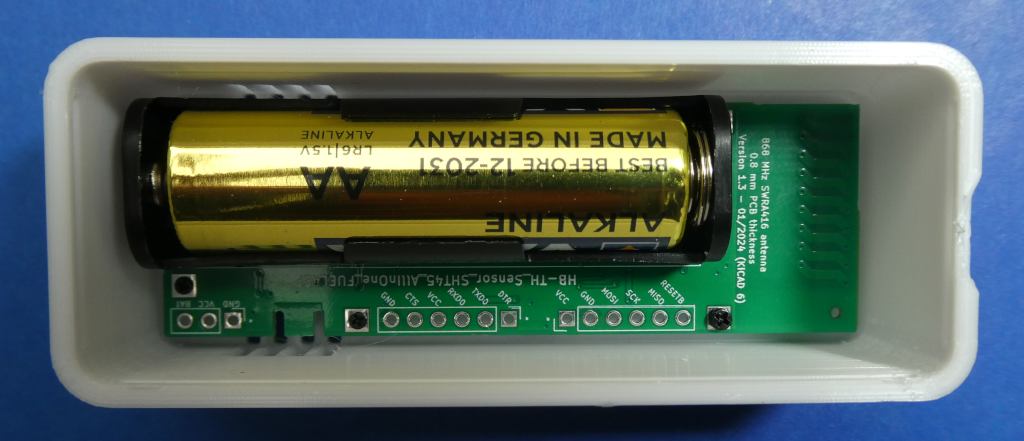 LR6|1.5V
ALKALINE
AA
MADE IN GERMANY
BEST BEFORE 12-2031
ALKALINE
868 MHz SWRA416 antenna
0.8 mm PCB thickness
Version 1.3 - 01/2024 (KiCAD 6)
HB-TH_Sensor_SHT45_AllInOne_FUEL
BAT VCC GND
GND CTS VCC RXD0 TXD0 DTR
VCC GND MOSI SCK MISO RESETB